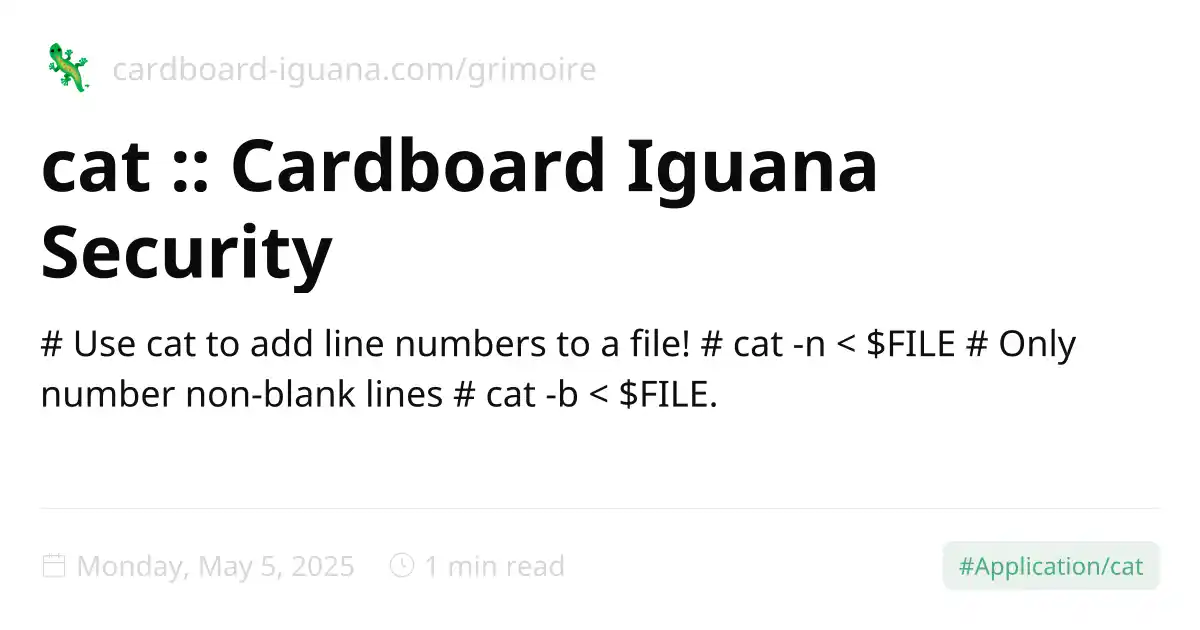 cardboard-iguana.com/grimoire
cat :: Cardboard Iguana
Security
# Use cat to add line numbers to a file! # cat -n < $FILE # Only
number non-blank lines # cat -b < $FILE.
Monday, May 5, 2025
1 min read
#Application/cat